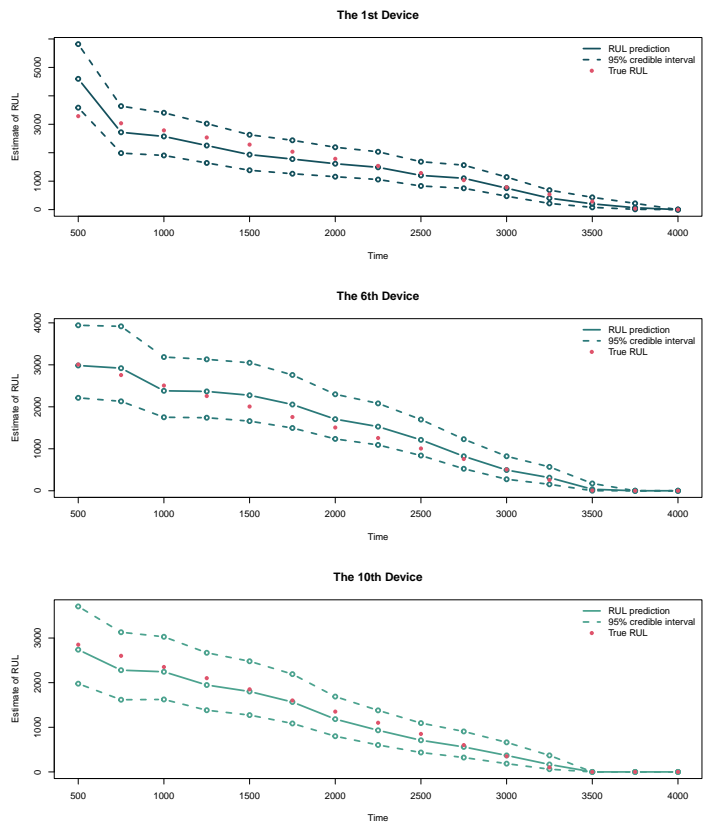 The 1st Device
Estimate of RUL
0
1000
3000
5000
RUL prediction
95% credible interval
True RUL
500 1000 1500 2000 2500 3000 3500 4000
Time
The 6th Device
Estimate of RUL
0
1000
2000
3000
4000
RUL prediction
95% credible interval
True RUL
500 1000 1500 2000 2500 3000 3500 4000
Time
The 10th Device
Estimate of RUL
0
1000
2000
3000
RUL prediction
95% credible interval
True RUL
500 1000 1500 2000 2500 3000 3500 4000
Time